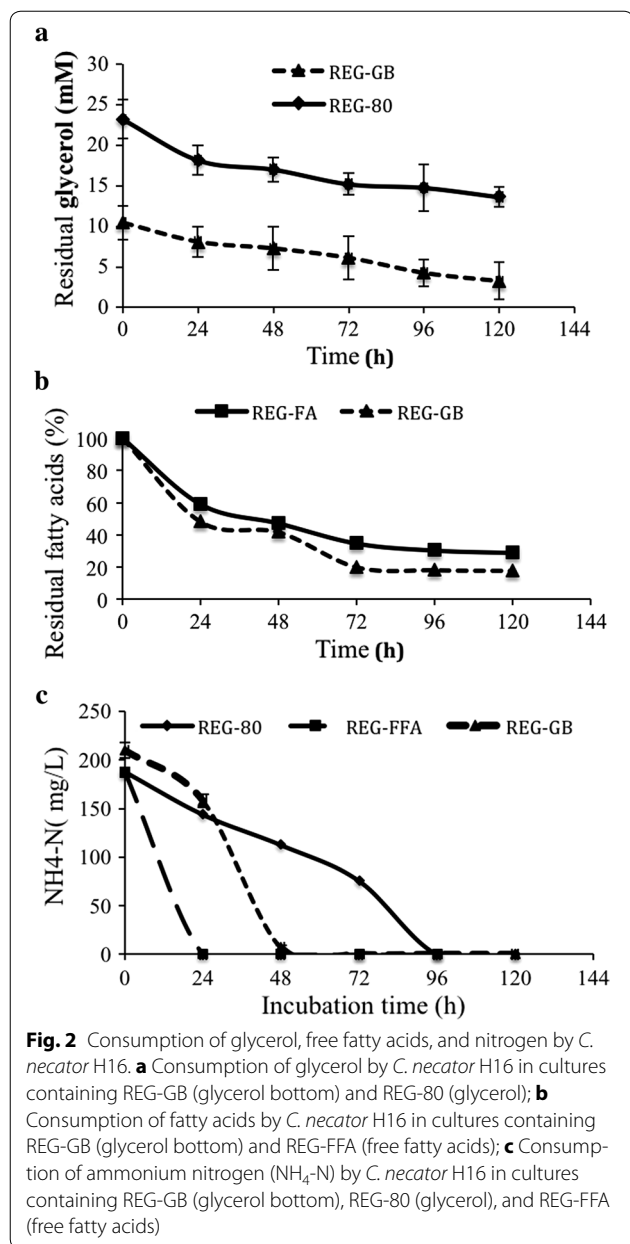 a
REG-GB
REG-80
Residual glycerol (mM)
30
25
20
15
10
5
0
0 24 48 72 96 120 144
Time (h)
b
REG-FA REG-GB
Residual fatty acids (%)
100
80
60
40
20
0
0 24 48 72 96 120 144
Time (h)
c
REG-80 REG-FFA REG-GB
NH4-N( mg/L)
250
200
150
100
50
0
0 24 48 72 96 120 144
Incubation time (h)
Fig. 2 Consumption of glycerol, free fatty acids, and nitrogen by C.
necator H16. a Consumption of glycerol by C. necator H16 in cultures
containing REG-GB (glycerol bottom) and REG-80 (glycerol); b
Consumption of fatty acids by C. necator H16 in cultures containing
REG-GB (glycerol bottom) and REG-FFA (free fatty acids); c Consump-
tion of ammonium nitrogen (NH₄-N) by C. necator H16 in cultures
containing REG-GB (glycerol bottom), REG-80 (glycerol), and REG-FFA
(free fatty acids)